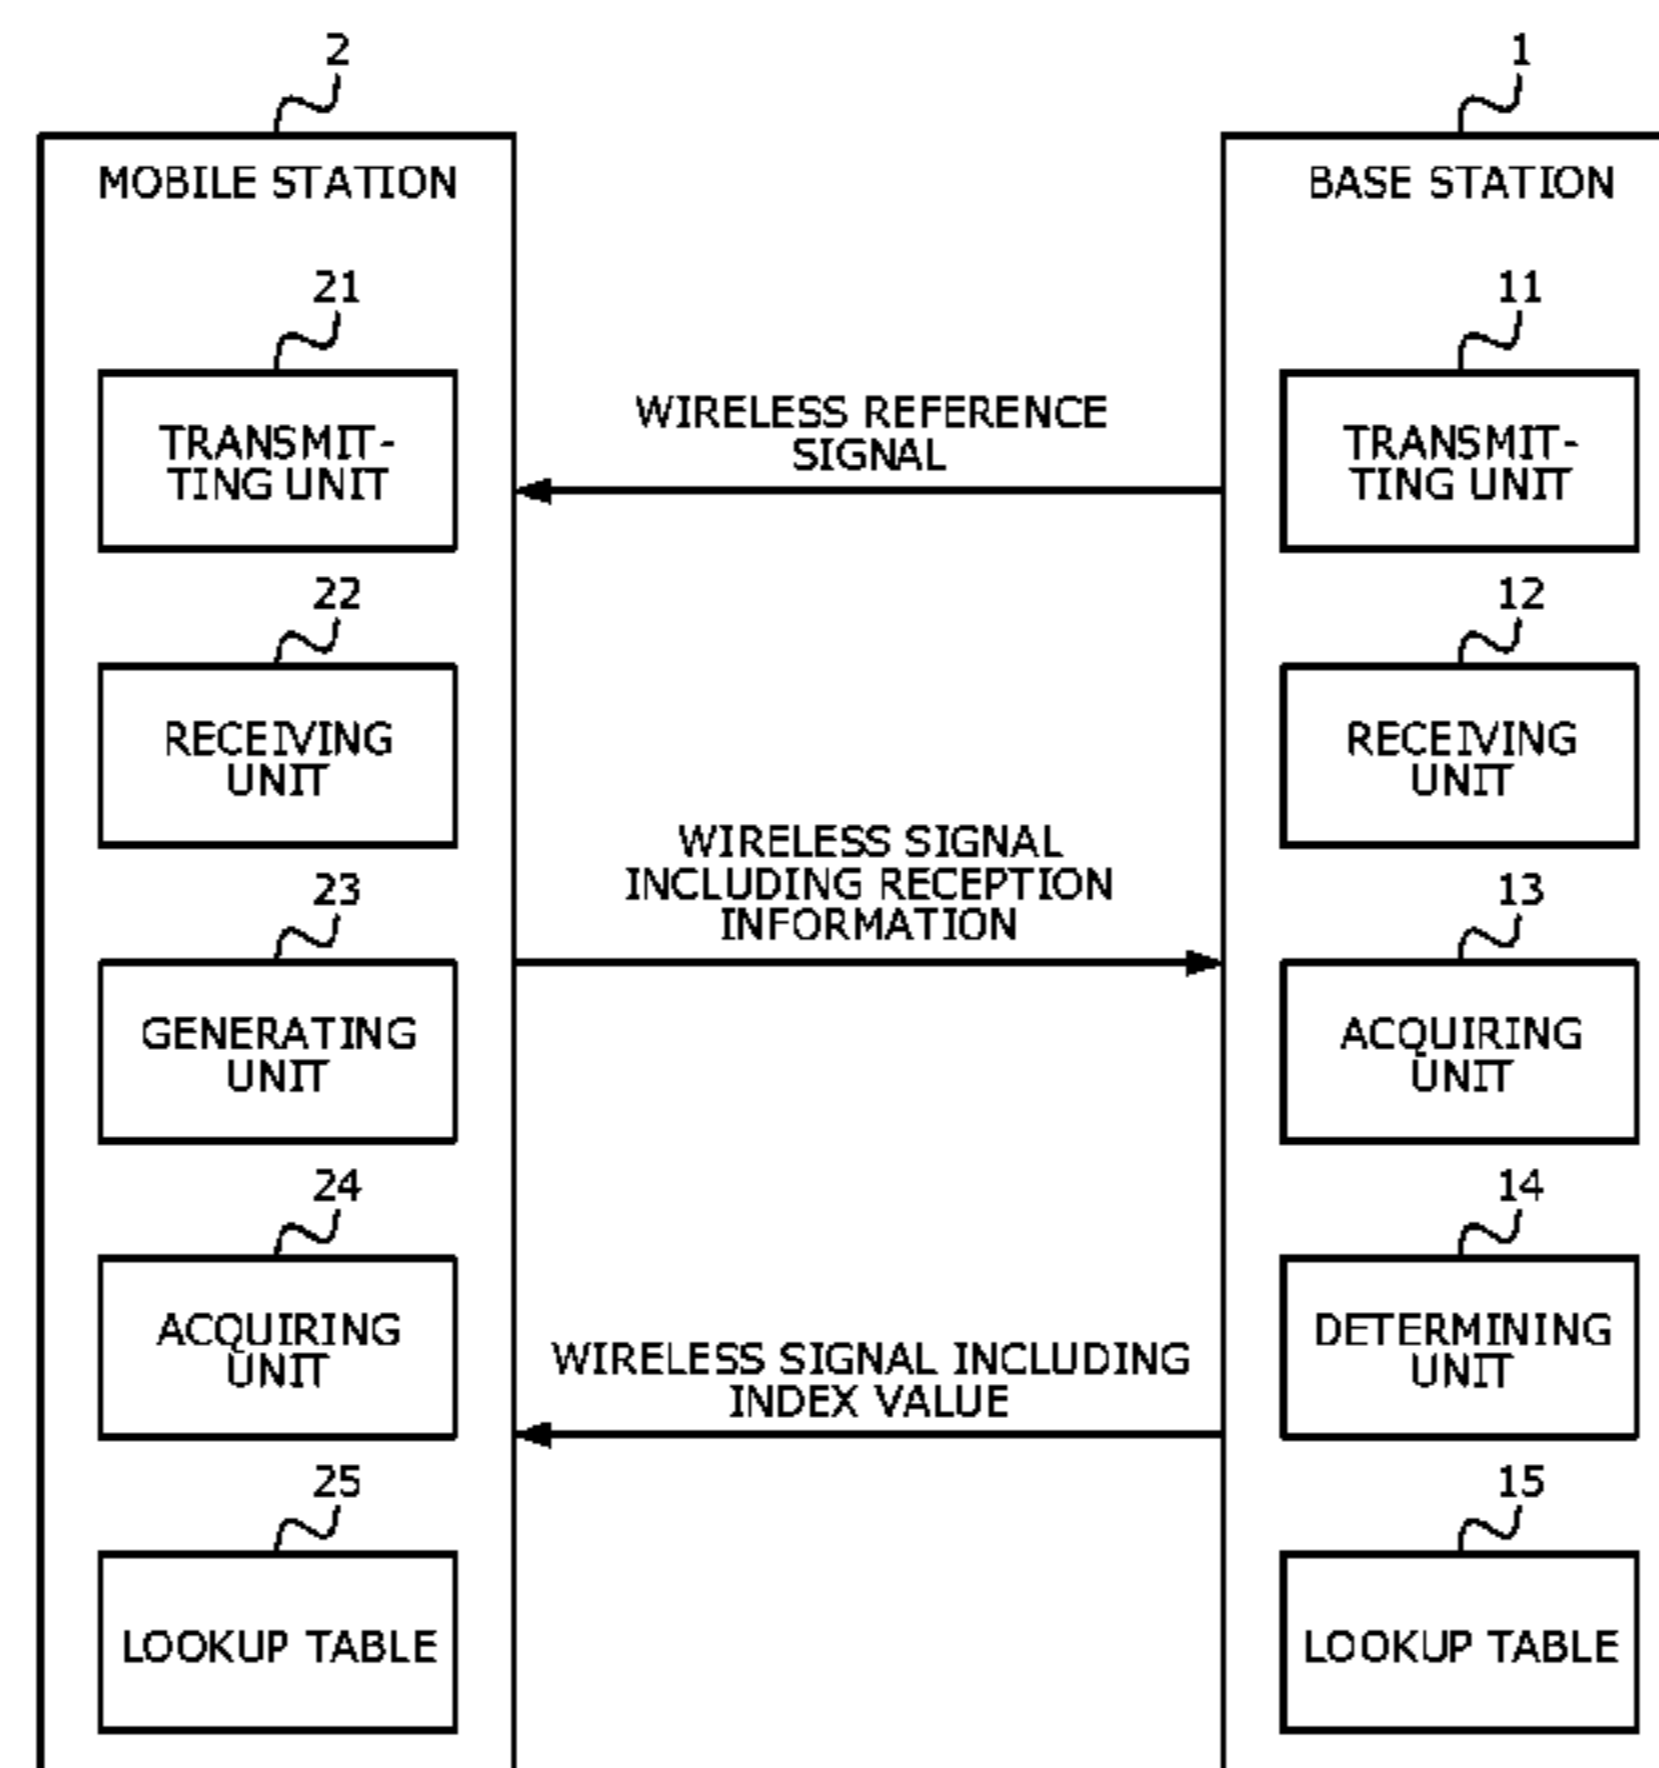 2
1
MOBILE STATION
BASE STATION
21
11
TRANSMIT-
TING UNIT
WIRELESS REFERENCE
SIGNAL
TRANSMIT-
TING UNIT
22
12
RECEIVING
UNIT
RECEIVING
UNIT
WIRELESS SIGNAL
INCLUDING RECEPTION
INFORMATION
23
13
GENERATING
UNIT
ACQUIRING
UNIT
24
14
ACQUIRING
UNIT
WIRELESS SIGNAL INCLUDING
INDEX VALUE
DETERMINING
UNIT
25
15
LOOKUP TABLE
LOOKUP TABLE